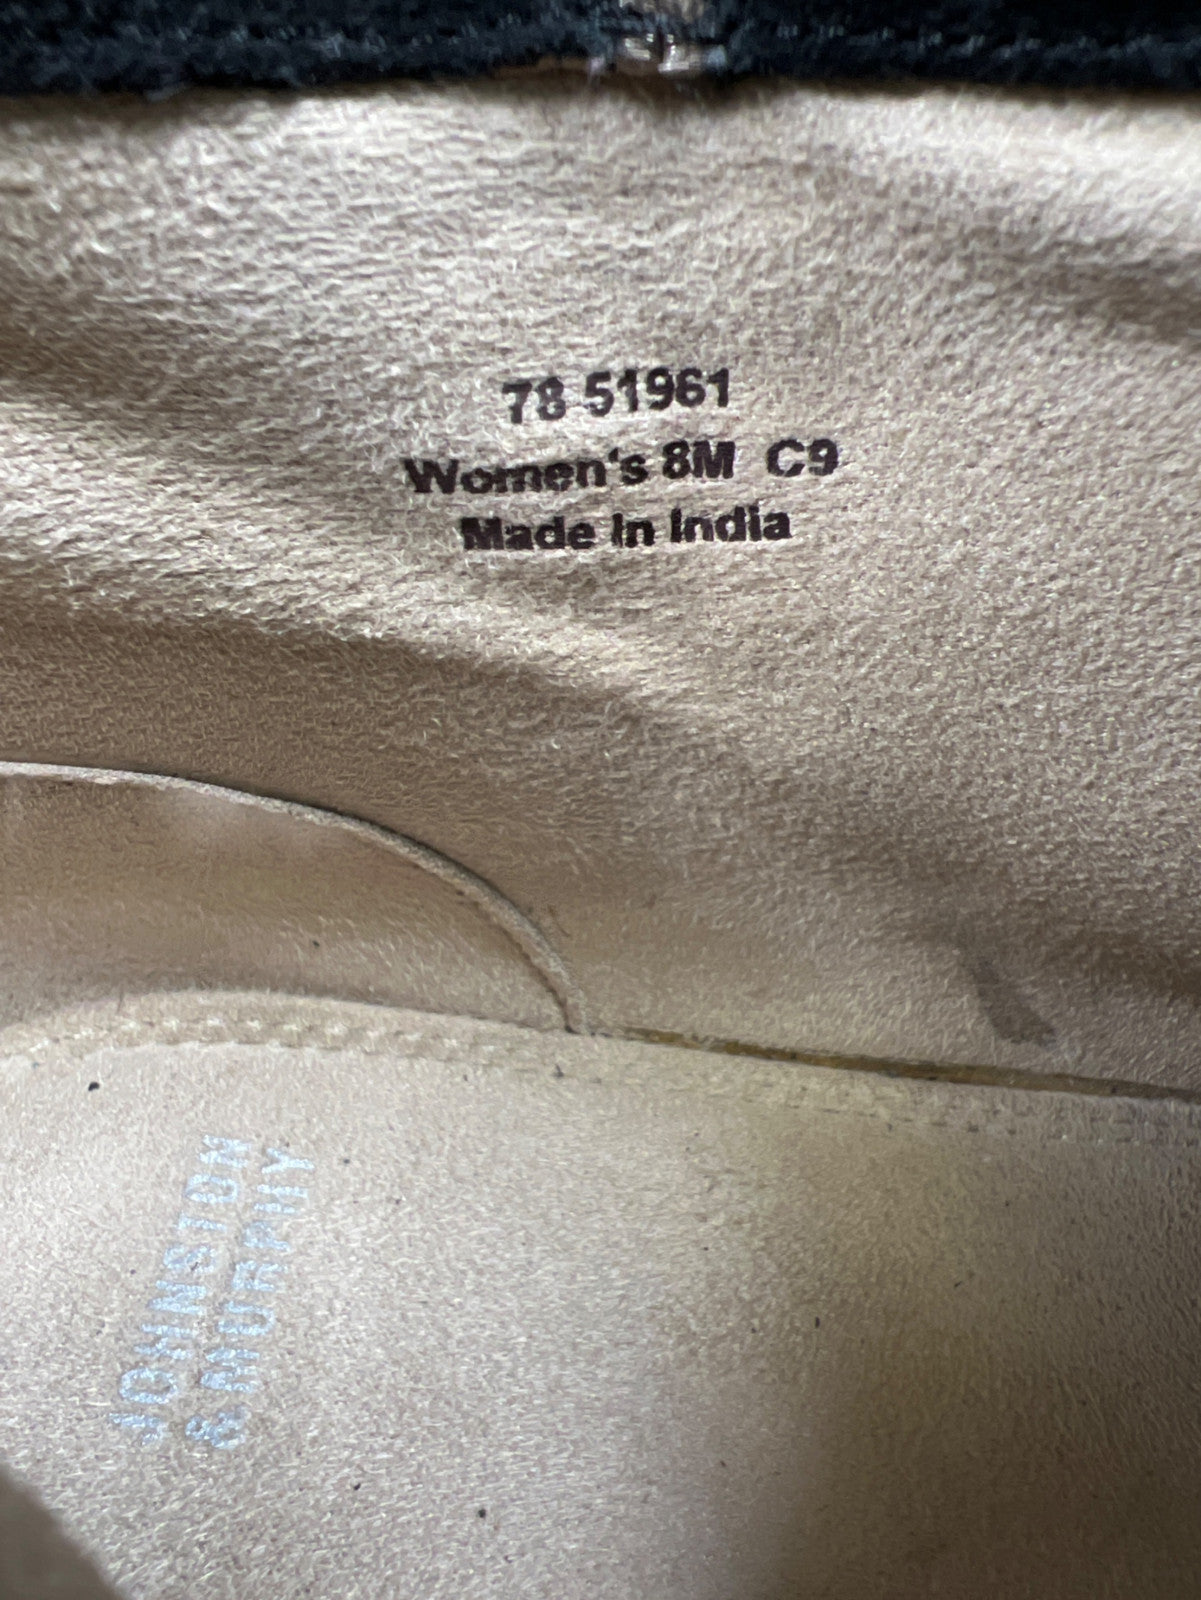 78 51961
Women's 8M C9
Made In India
JOHNSTON
& MURPHY